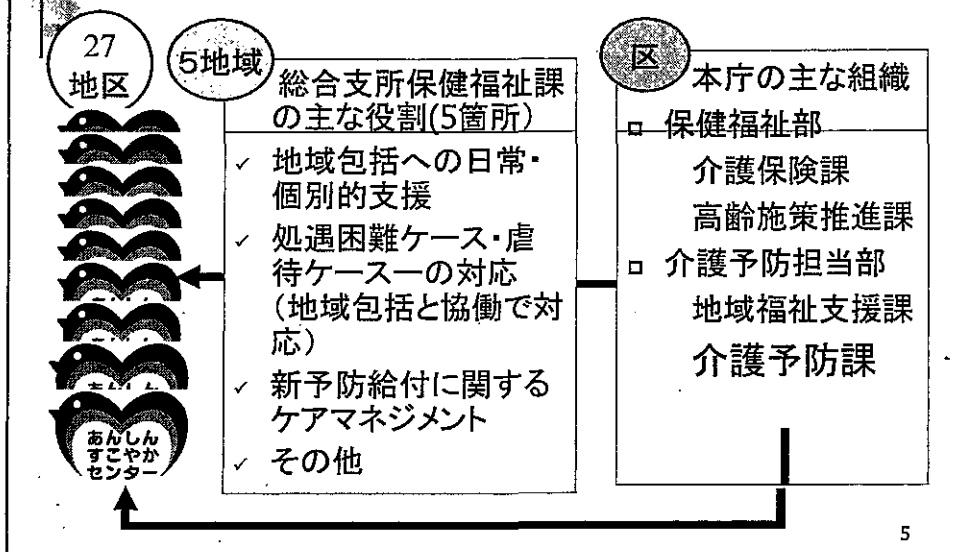 27
地区
あんしん
すこやか
センター
5地域
総合支所保健福祉課
の主な役割(5箇所)
✓ 地域包括への日常・
個別的支援
✓ 処遇困難ケース・虐
待ケースーの対応
(地域包括と協働で対
応)
✓ 新予防給付に関する
ケアマネジメント
✓ その他
区
本庁の主な組織
□ 保健福祉部
介護保険課
高齢施策推進課
□ 介護予防担当部
地域福祉支援課
介護予防課
5